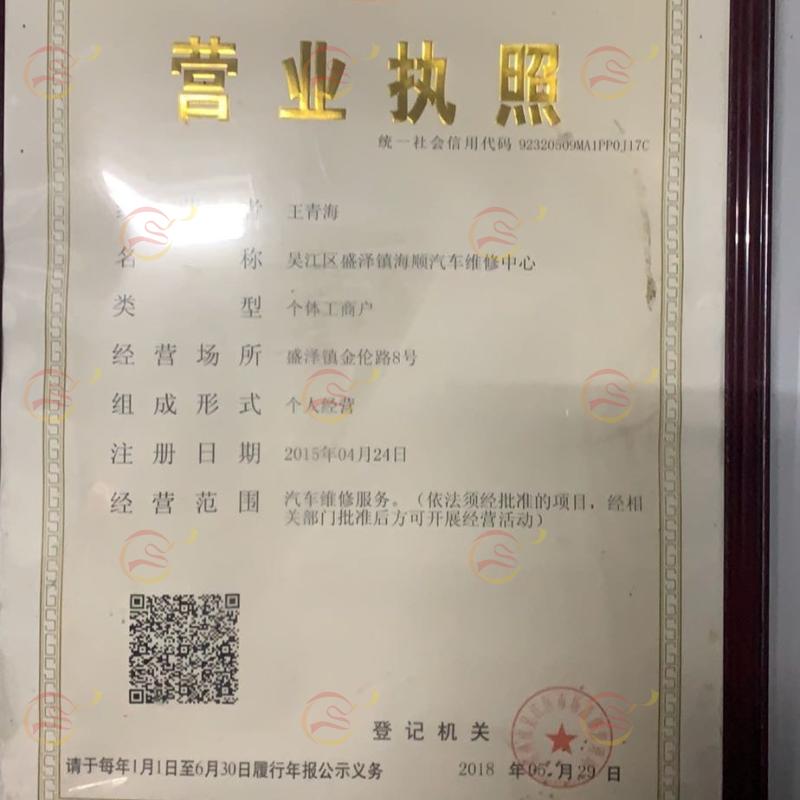 营业执照
统一社会信用代码 92320509MA1PP0J17C
经营者 王青海
名称 吴江区盛泽镇海顺汽车维修中心
类型 个体工商户
经营场所 盛泽镇金伦路8号
组成形式 个人经营
注册日期 2015年04月24日
经营范围 汽车维修服务。（依法须经批准的项目，经相
关部门批准后方可开展经营活动）
登记机关
请于每年1月1日至6月30日履行年报公示义务 2018 年05月29日